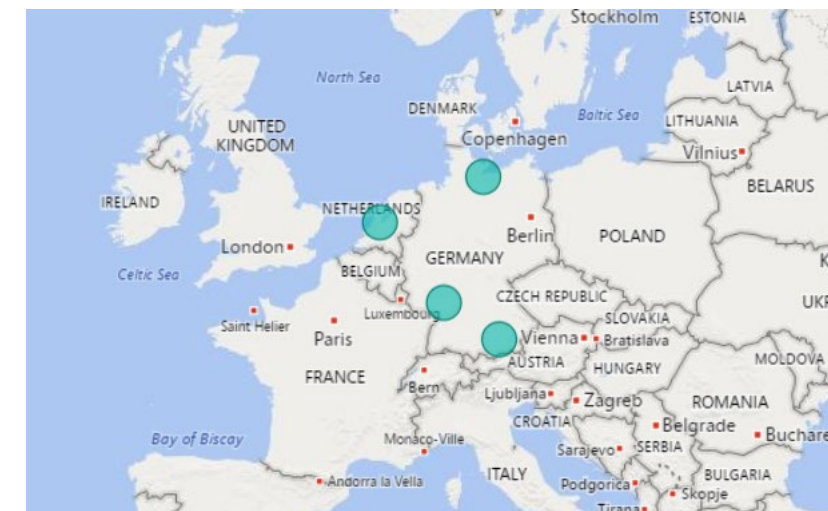 Stockholm
ESTONIA
North Sea
LATVIA
DENMARK
Baltic Sea
LITHUANIA
UNITED
KINGDOM
Copenhagen
Vilnius
BELARUS
IRELAND
NETHERLANDS
Berlin
POLAND
London
GERMANY
BELGIUM
Celtic Sea
CZECH REPUBLIC
Luxembourg
SLOVAKIA
Saint Helier
Paris
Vienna
Bratislava
MOLDOVA
AUSTRIA
HUNGARY
FRANCE
Bern
Ljubljana
Zagreb
ROMANIA
CROATIA
Belgrade
Bay of Biscay
Monaco-Ville
Sarajevo
SERBIA
Buchare
ITALY
Andorra la Vella
Podgorica
BULGARIA
Skopje
Tirana